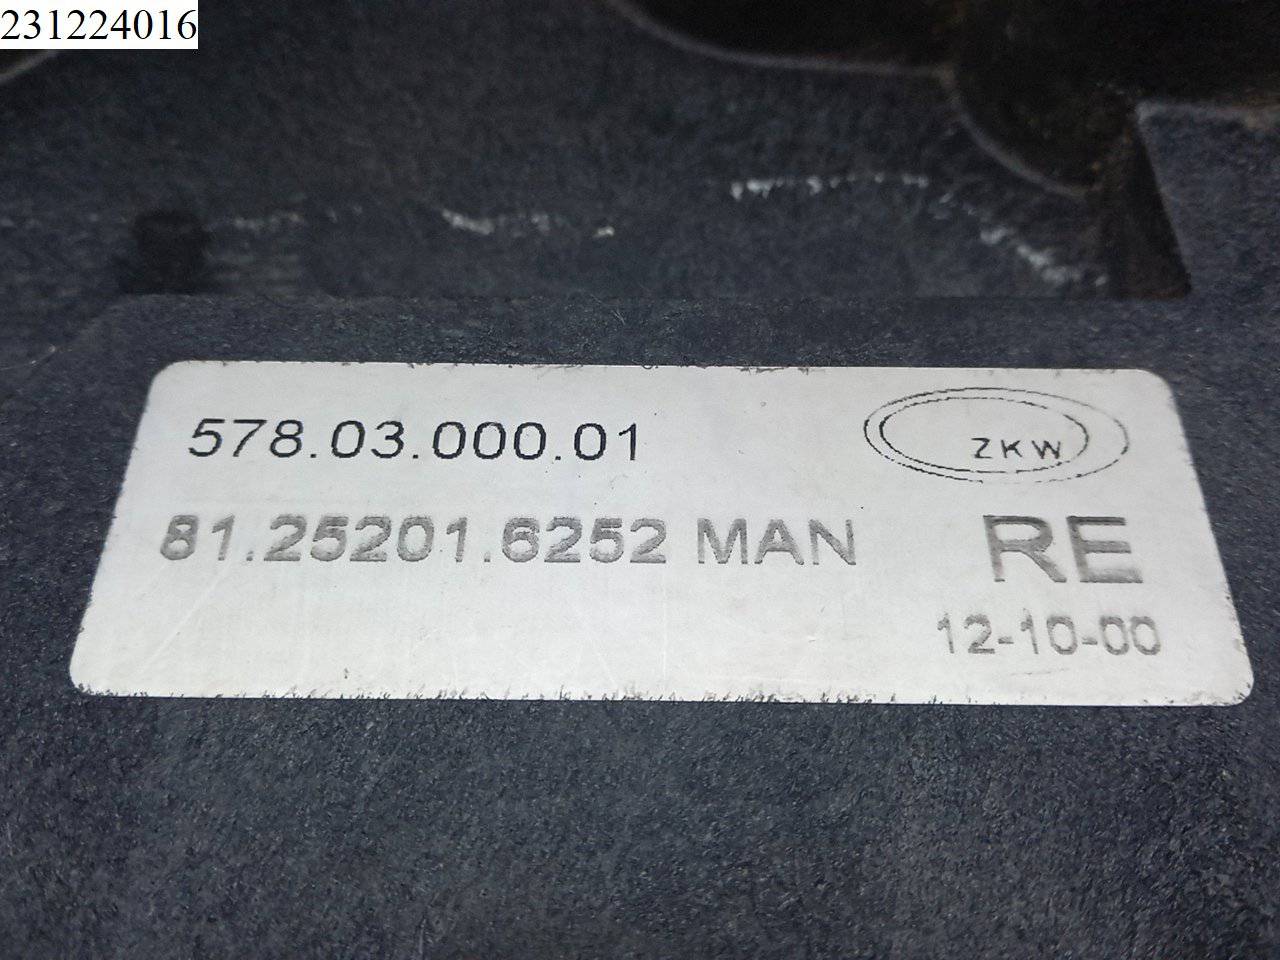 231224016
578.03.000.01
ZKW
81.25201.6252 MAN
RE
12-10-00